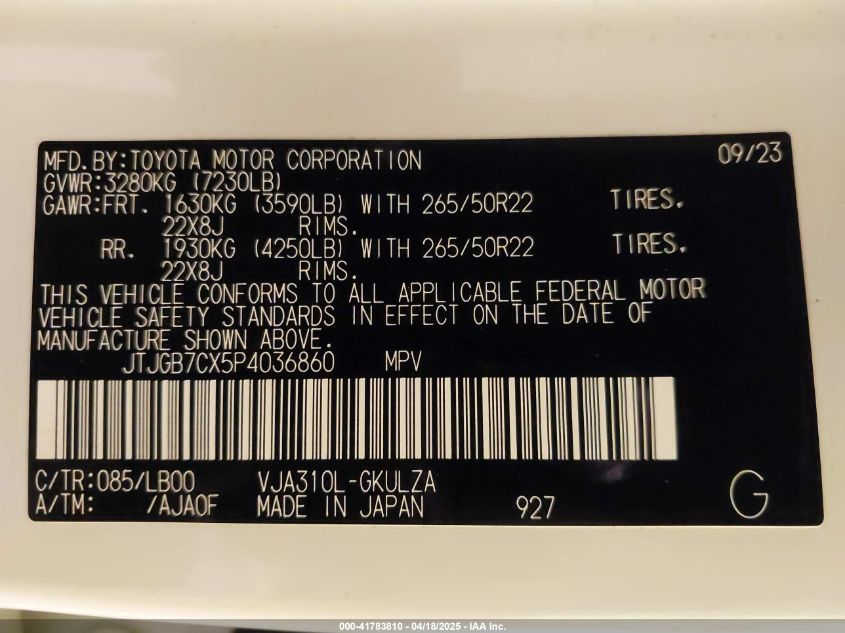 MFD.BY:TOYOTA MOTOR CORPORATION 09/23
GVWR:3280KG (7230LB)
GAWR:FRT. 1630KG (3590LB) WITH 265/50R22 TIRES.
22X8J RIMS.
RR. 1930KG (4250LB) WITH 265/50R22 TIRES.
22X8J RIMS.
THIS VEHICLE CONFORMS TO ALL APPLICABLE FEDERAL MOTOR
VEHICLE SAFETY STANDARDS IN EFFECT ON THE DATE OF
MANUFACTURE SHOWN ABOVE.
JTJGB7CX5P4036860 MPV
C/TR:085/LB00 VJA310L-GKULZA
A/TM: /AJA0F MADE IN JAPAN 927 G
000-41783810 - 04/18/2025 - IAA Inc.